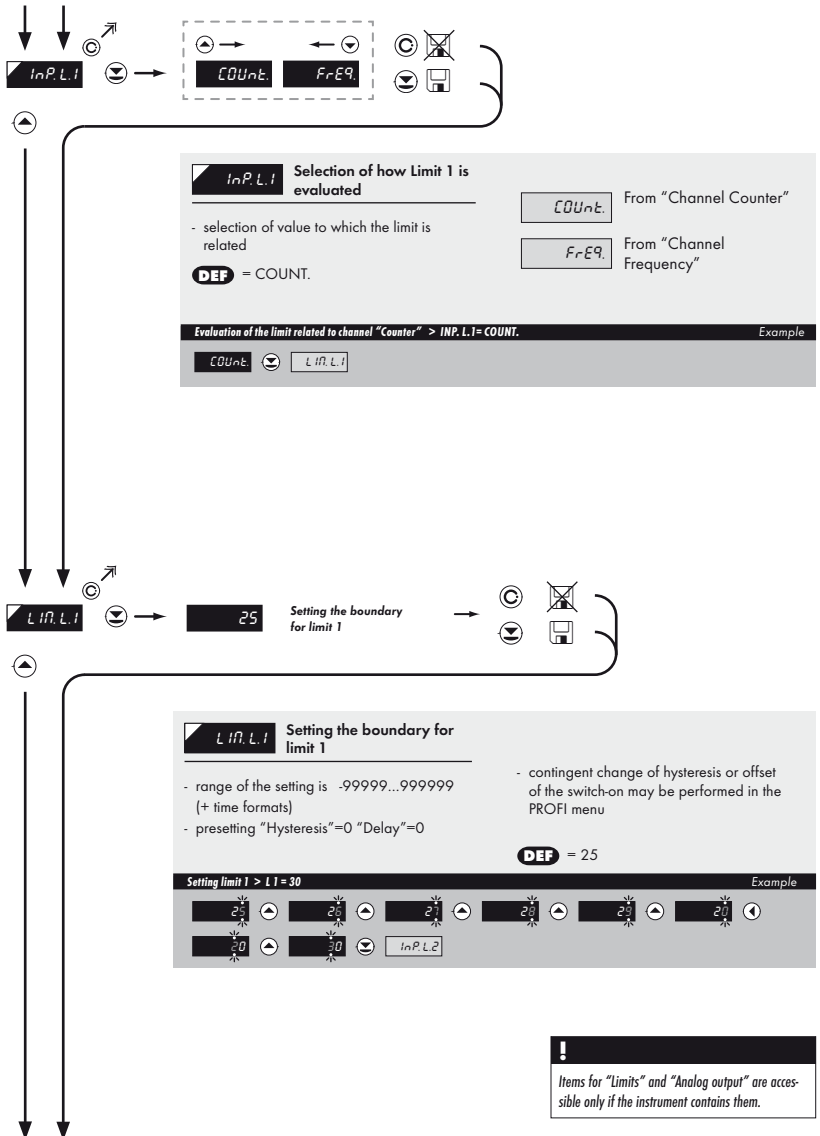 InP. L.1
COUnt.
FrEQ.
InP. L.1
Selection of how Limit 1 is
evaluated
- selection of value to which the limit is
related
DEF = COUNT.
COUnt.
From “Channel Counter”
FrEQ.
From “Channel
Frequency”
Evaluation of the limit related to channel “Counter” > INP. L.1= COUNT.
Example
COUnt.
LIM. L.1
LIM. L.1
25
Setting the boundary
for limit 1
LIM. L.1
Setting the boundary for
limit 1
- range of the setting is -99999...999999
(+ time formats)
- presetting “Hysteresis”=0 “Delay”=0
- contingent change of hysteresis or offset
of the switch-on may be performed in the
PROFI menu
DEF = 25
Setting limit 1 > L 1 = 30
Example
25 26 27 28 29 20
20 30 InP. L.2
!
Items for “Limits” and “Analog output” are acces-
sible only if the instrument contains them.